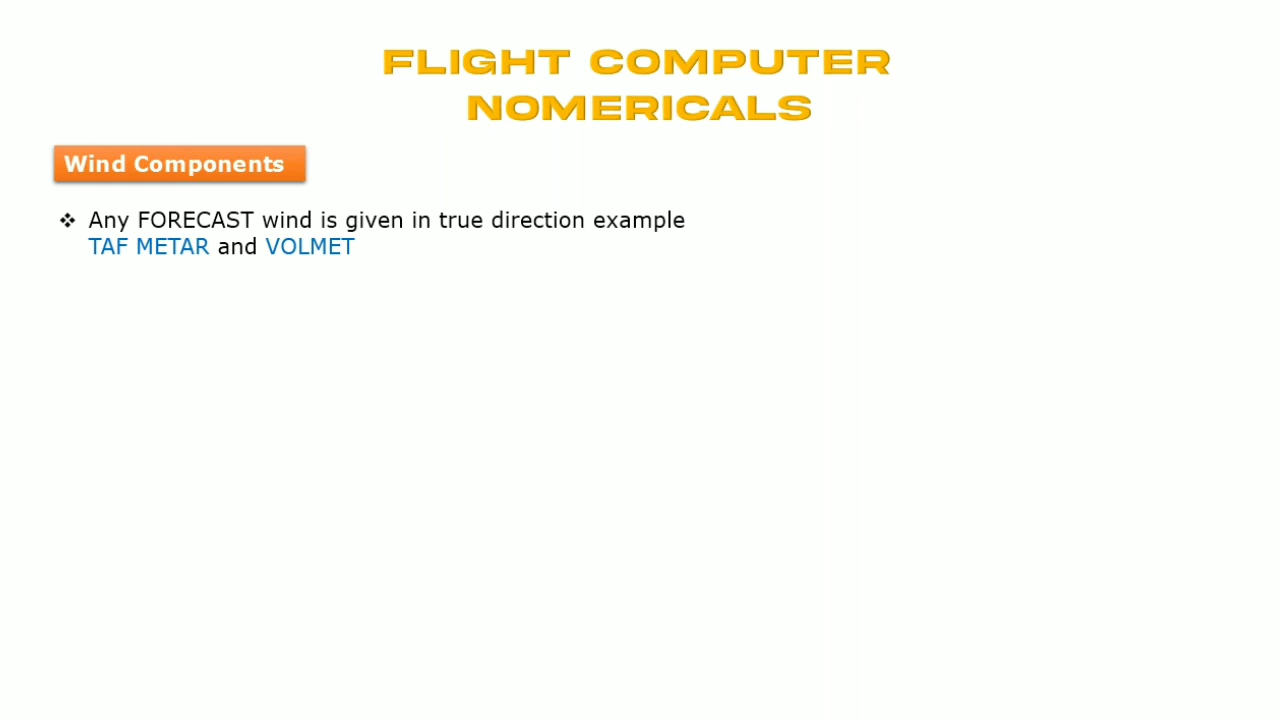 FLIGHT COMPUTER
NOMERICALS
Wind Components
❖ Any FORECAST wind is given in true direction example
TAF METAR and VOLMET